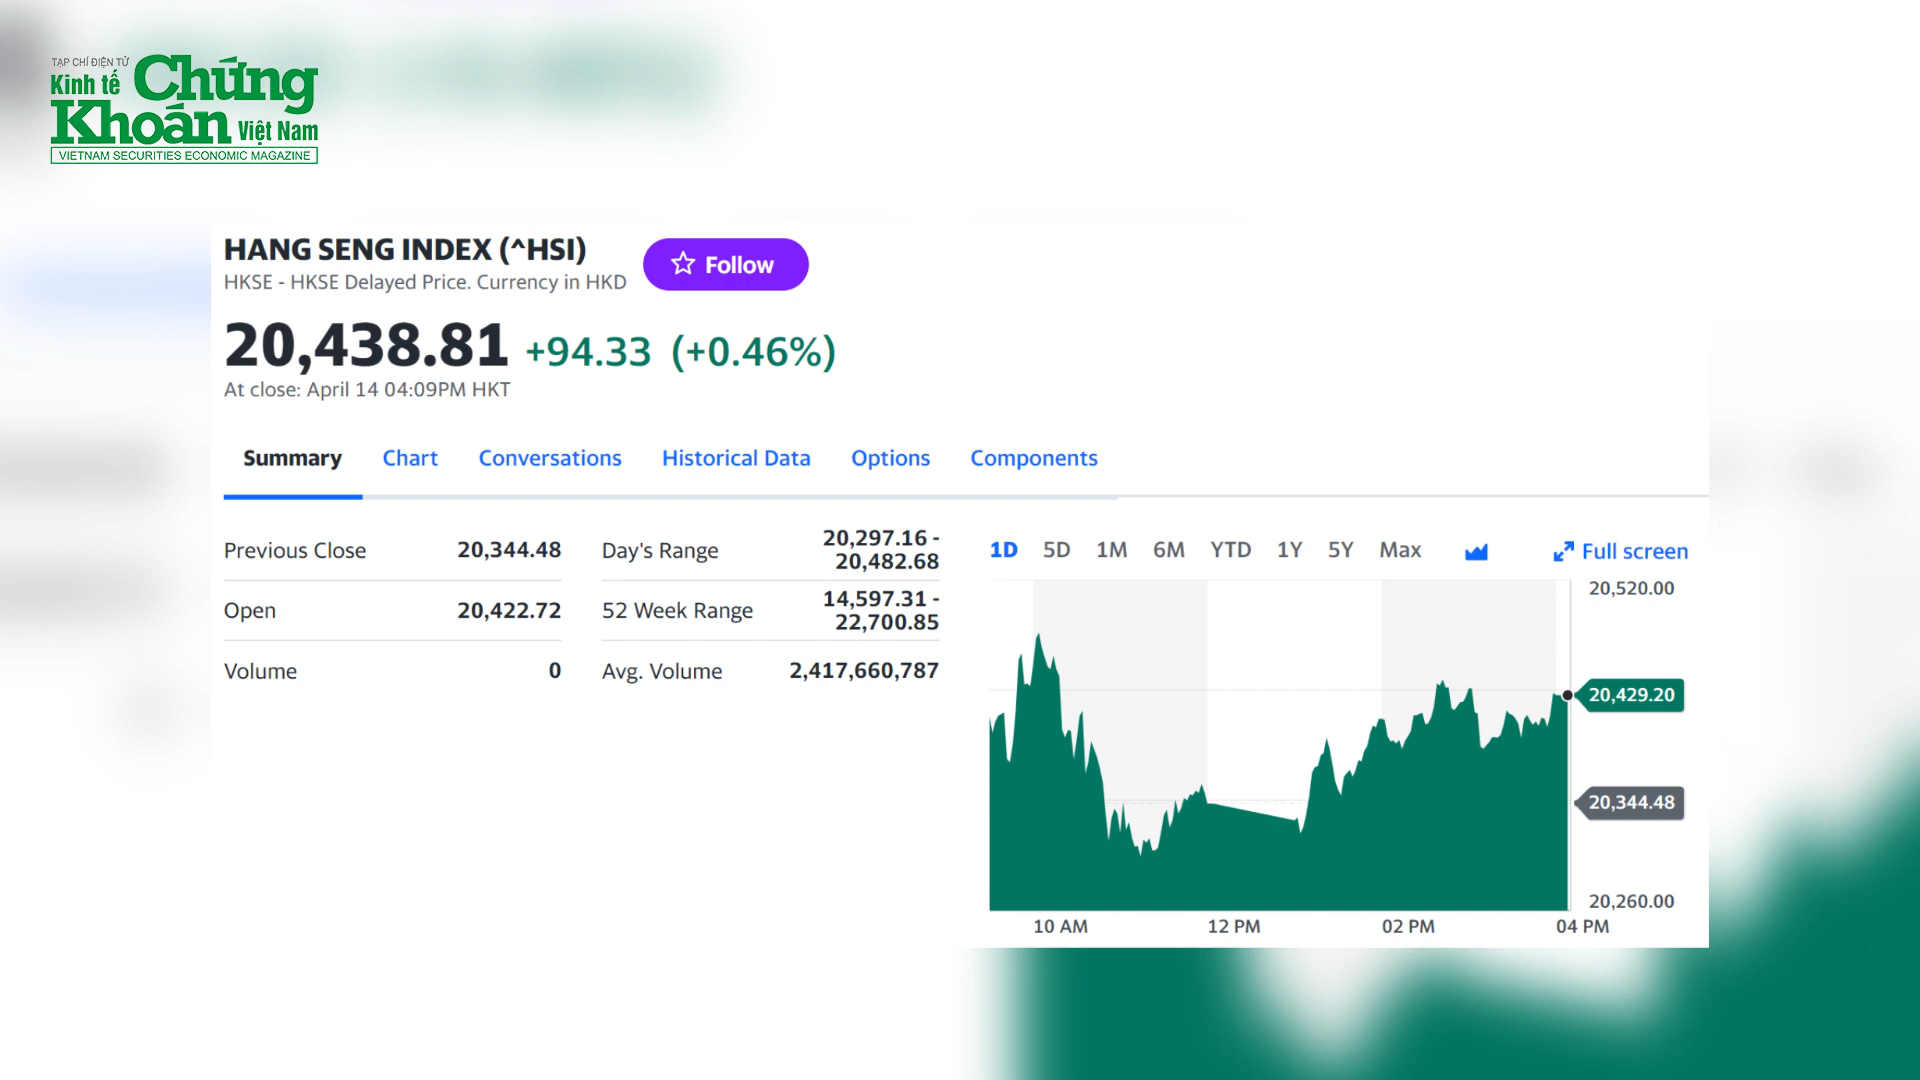 TẠP CHÍ ĐIỆN TỬ
Kinh tế Chứng
Khoán Việt Nam
VIETNAM SECURITIES ECONOMIC MAGAZINE
HANG SENG INDEX (^HSI)
HKSE - HKSE Delayed Price. Currency in HKD
Follow
20,438.81 +94.33 (+0.46%)
At close: April 14 04:09PM HKT
Summary Chart Conversations Historical Data Options Components
Previous Close 20,344.48
Open 20,422.72
Volume 0
Day's Range 20,297.16 -
20,482.68
52 Week Range 14,597.31 -
22,700.85
Avg. Volume 2,417,660,787
1D 5D 1M 6M YTD 1Y 5Y Max Full screen
20,520.00
20,429.20
20,344.48
20,260.00
10 AM 12 PM 02 PM 04 PM